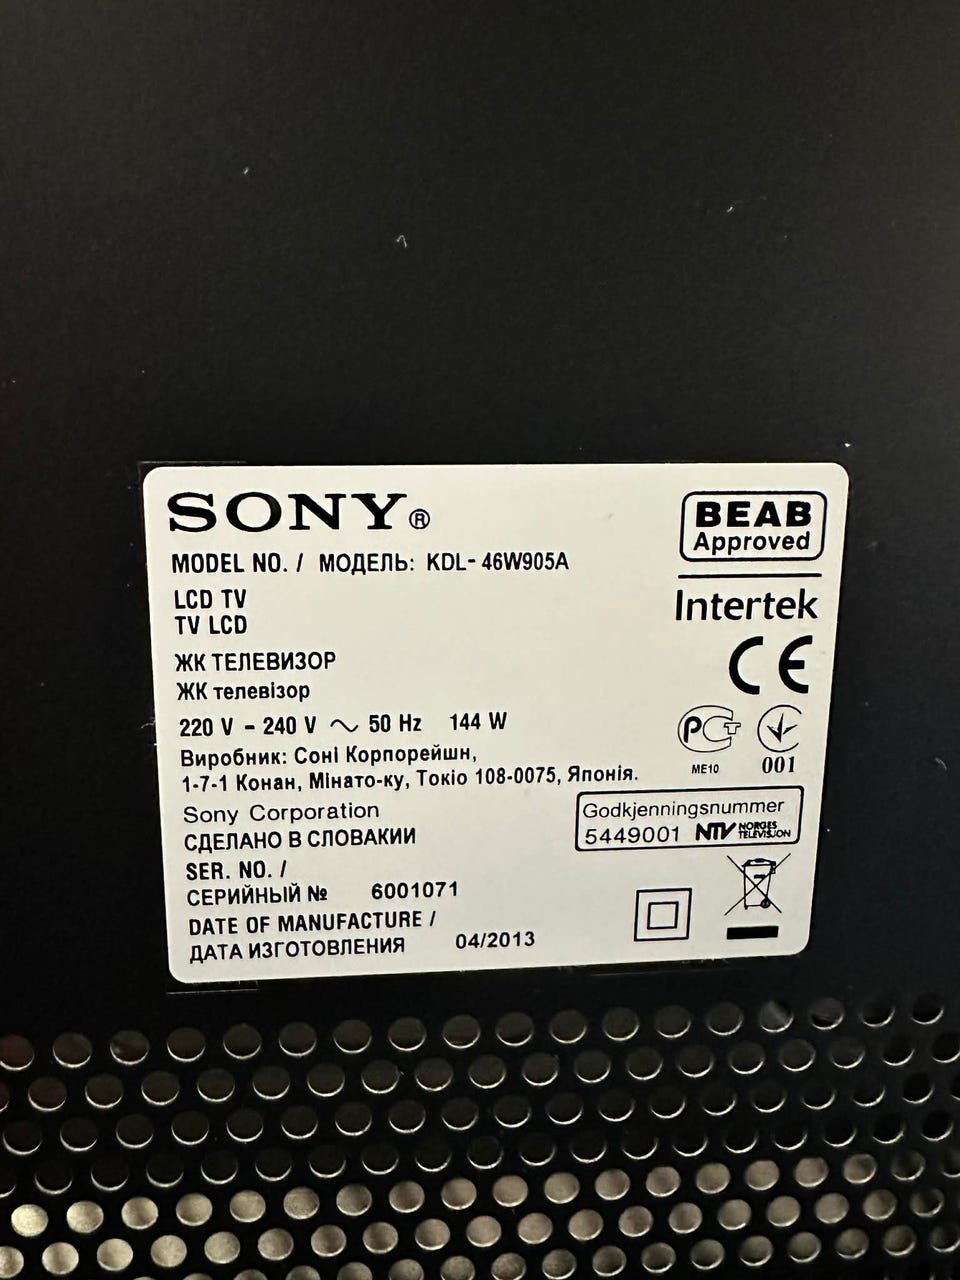 SONY®
MODEL NO. / МОДЕЛЬ: KDL- 46W905A
LCD TV
TV LCD
ЖК ТЕЛЕВИЗОР
ЖК телевізор
220 V - 240 V ～ 50 Hz 144 W
Виробник: Соні Корпорейшн,
1-7-1 Конан, Мінато-ку, Токіо 108-0075, Японія.
Sony Corporation
СДЕЛАНО В СЛОВАКИИ
SER. NO. /
СЕРИЙНЫЙ № 6001071
DATE OF MANUFACTURE /
ДАТА ИЗГОТОВЛЕНИЯ 04/2013
BEAB
Approved
Intertek
CE
РСТ
ME10
001
Godkjenningsnummer
5449001 NTV NORGES
TELEVISJON